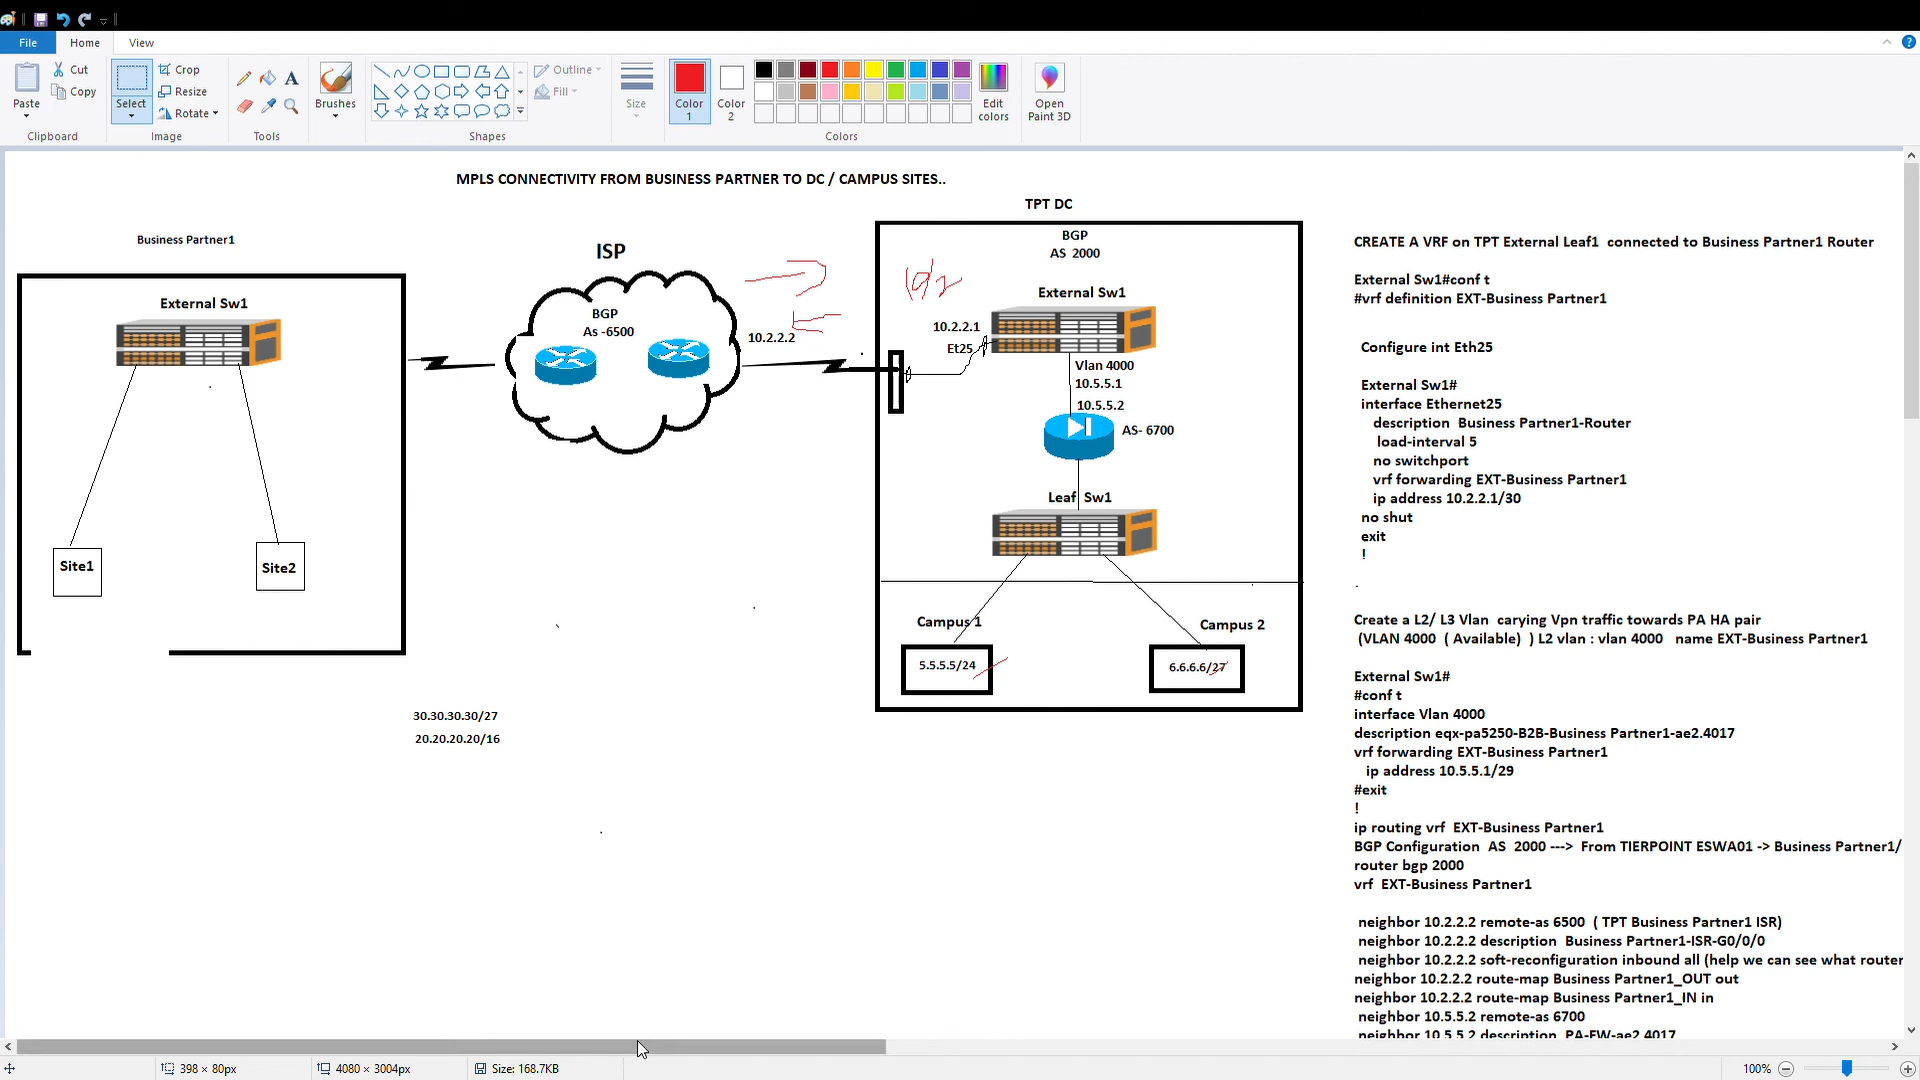 File
Home
View
Paste
Cut
Copy
Clipboard
Select
Crop
Resize
Rotate
Image
Tools
Brushes
Shapes
Outline
Fill
Size
Color
1
Color
2
Edit
colors
Colors
Open
Paint 3D
MPLS CONNECTIVITY FROM BUSINESS PARTNER TO DC / CAMPUS SITES..
Business Partner1
External Sw1
Site1
Site2
30.30.30.30/27
20.20.20.20/16
ISP
BGP
As -6500
10.2.2.2
TPT DC
BGP
AS 2000
External Sw1
10.2.2.1
Et25
Vlan 4000
10.5.5.1
10.5.5.2
AS- 6700
Leaf Sw1
Campus 1
Campus 2
5.5.5.5/24
6.6.6.6/27
CREATE A VRF on TPT External Leaf1 connected to Business Partner1 Router
External Sw1#conf t
#vrf definition EXT-Business Partner1
Configure int Eth25
External Sw1#
interface Ethernet25
description Business Partner1-Router
load-interval 5
no switchport
vrf forwarding EXT-Business Partner1
ip address 10.2.2.1/30
no shut
exit
!
Create a L2/ L3 Vlan carying Vpn traffic towards PA HA pair
(VLAN 4000 ( Available) ) L2 vlan : vlan 4000 name EXT-Business Partner1
External Sw1#
#conf t
interface Vlan 4000
description eqx-pa5250-B2B-Business Partner1-ae2.4017
vrf forwarding EXT-Business Partner1
ip address 10.5.5.1/29
#exit
!
ip routing vrf EXT-Business Partner1
BGP Configuration AS 2000 ---> From TIERPOINT ESWA01 -> Business Partner1/
router bgp 2000
vrf EXT-Business Partner1
neighbor 10.2.2.2 remote-as 6500 ( TPT Business Partner1 ISR)
neighbor 10.2.2.2 description Business Partner1-ISR-G0/0/0
neighbor 10.2.2.2 soft-reconfiguration inbound all (help we can see what router
neighbor 10.2.2.2 route-map Business Partner1_OUT out
neighbor 10.2.2.2 route-map Business Partner1_IN in
neighbor 10.5.5.2 remote-as 6700
neighbor 10.5.5.2 description PA-FW-ae2.4017
398 × 80px
4080 × 3004px
Size: 168.7KB
100%